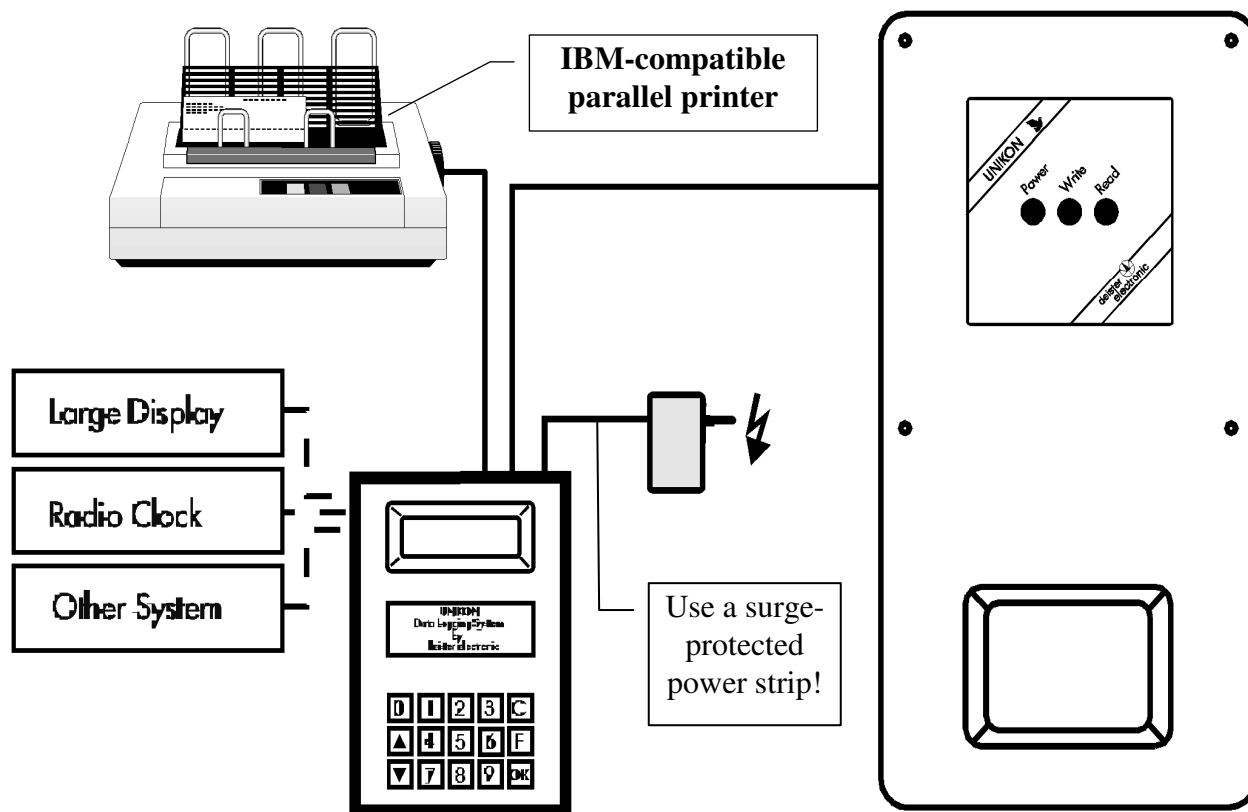 IBM-compatible
parallel printer
UNIKON
Power
Write
Read
deister
electronic
Large Display
Radio Clock
Other System
UNIKON
Data Logging System
by
deister electronic
Use a surge-
protected
power strip!
0 1 2 3 C
▲ 4 5 6 F
▼ 7 8 9 OK